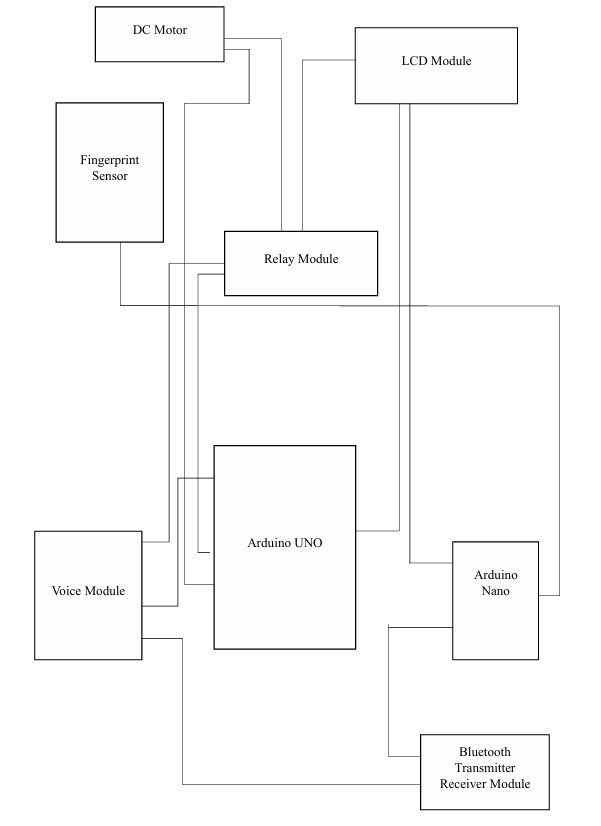 DC Motor
LCD Module
Fingerprint
Sensor
Relay Module
Arduino UNO
Voice Module
Arduino
Nano
Bluetooth
Transmitter
Receiver Module